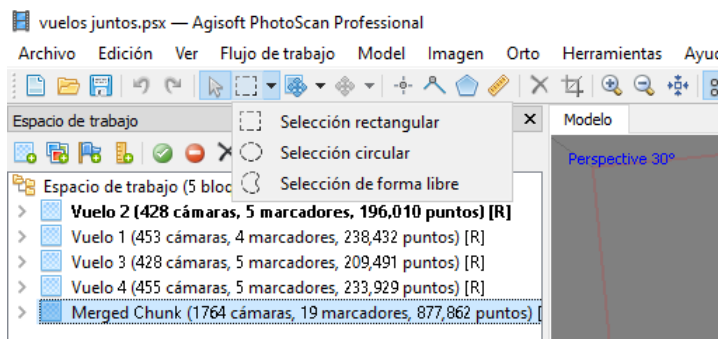 vuelos juntos.psx — Agisoft PhotoScan Professional
Archivo Edición Ver Flujo de trabajo Model Imagen Orto Herramientas
Espacio de trabajo
Modelo
Selección rectangular
Selección circular
Selección de forma libre
Perspective 30°
Espacio de trabajo (5
Vuelo 2 (428 cámaras, 5 marcadores, 196,010 puntos) [R]
Vuelo 1 (453 cámaras, 4 marcadores, 238,432 puntos) [R]
Vuelo 3 (428 cámaras, 5 marcadores, 209,491 puntos) [R]
Vuelo 4 (455 cámaras, 5 marcadores, 233,929 puntos) [R]
Merged Chunk (1764 cámaras, 19 marcadores, 877,862 puntos) [